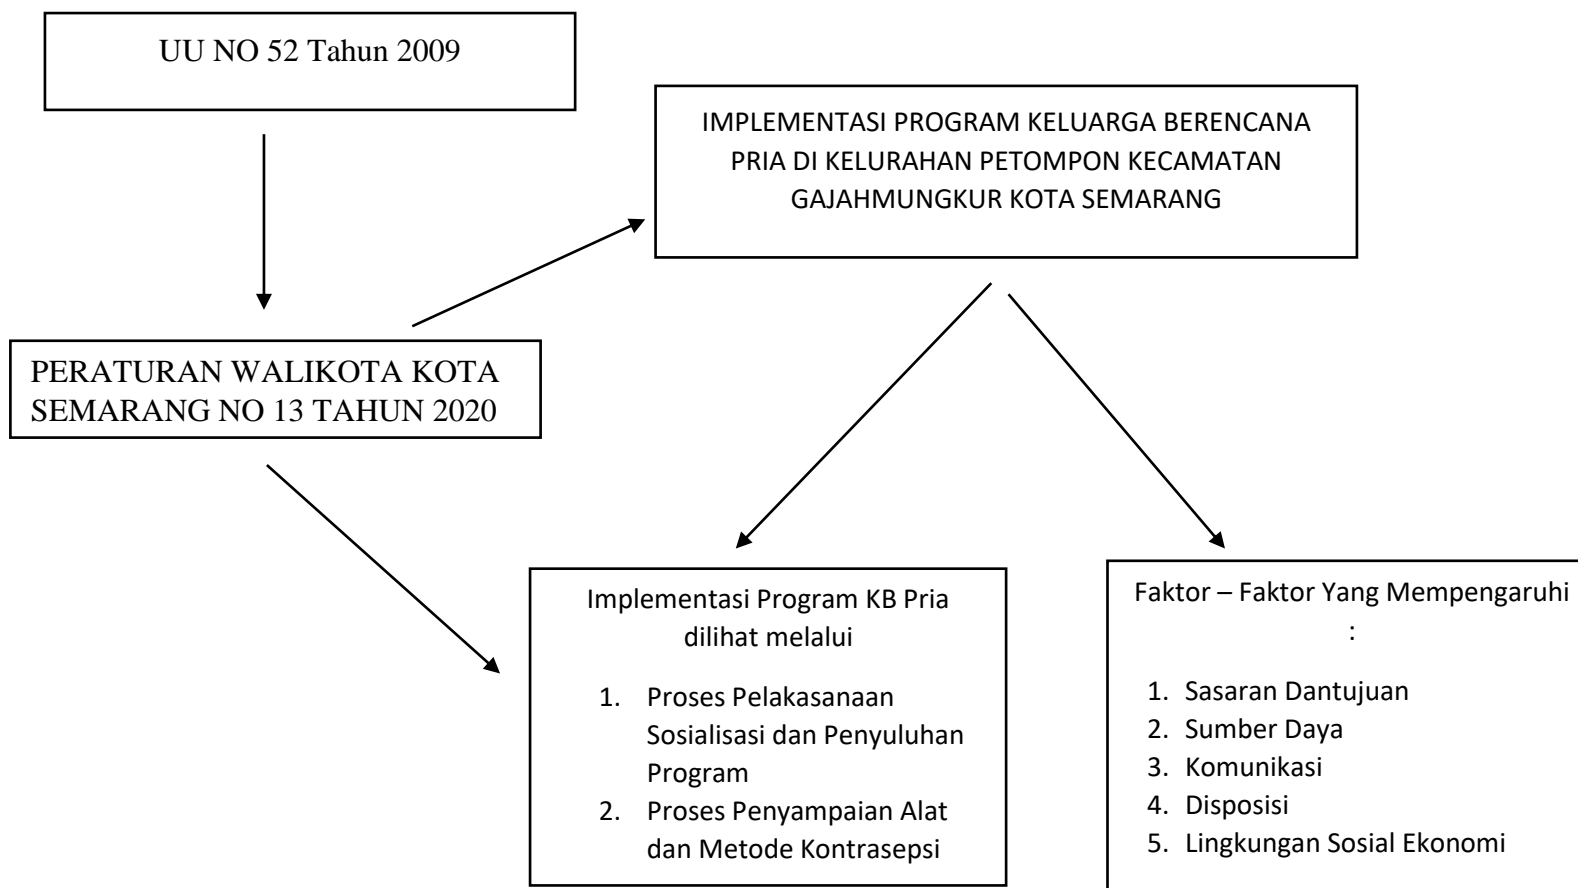 UU NO 52 Tahun 2009
IMPLEMENTASI PROGRAM KELUARGA BERENCANA
PRIA DI KELURAHAN PETOMPON KECAMATAN
GAJAHMUNGKUR KOTA SEMARANG
PERATURAN WALIKOTA KOTA
SEMARANG NO 13 TAHUN 2020
Implementasi Program KB Pria
dilihat melalui
1. Proses Pelakasanaan
Sosialisasi dan Penyuluhan
Program
2. Proses Penyampaian Alat
dan Metode Kontrasepsi
Faktor – Faktor Yang Mempengaruhi
:
1. Sasaran Dantujuan
2. Sumber Daya
3. Komunikasi
4. Disposisi
5. Lingkungan Sosial Ekonomi